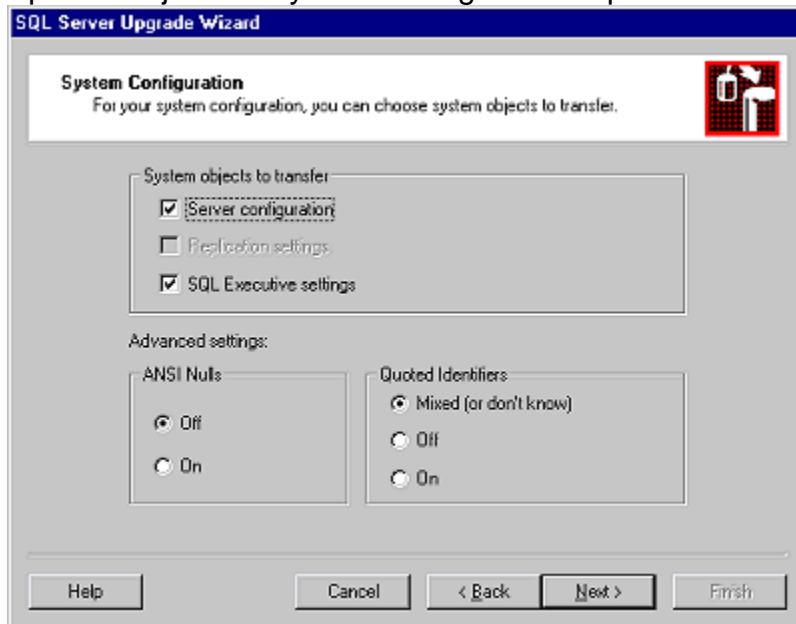 SQL Server Upgrade Wizard
System Configuration
For your system configuration, you can choose system objects to transfer.
System objects to transfer
Server configuration
Replication settings
SQL Executive settings
Advanced settings:
ANSI Nulls
Quoted Identifiers
Off
Mixed (or don't know)
On
Off
On
Help
Cancel
< Back
Next >
Finish